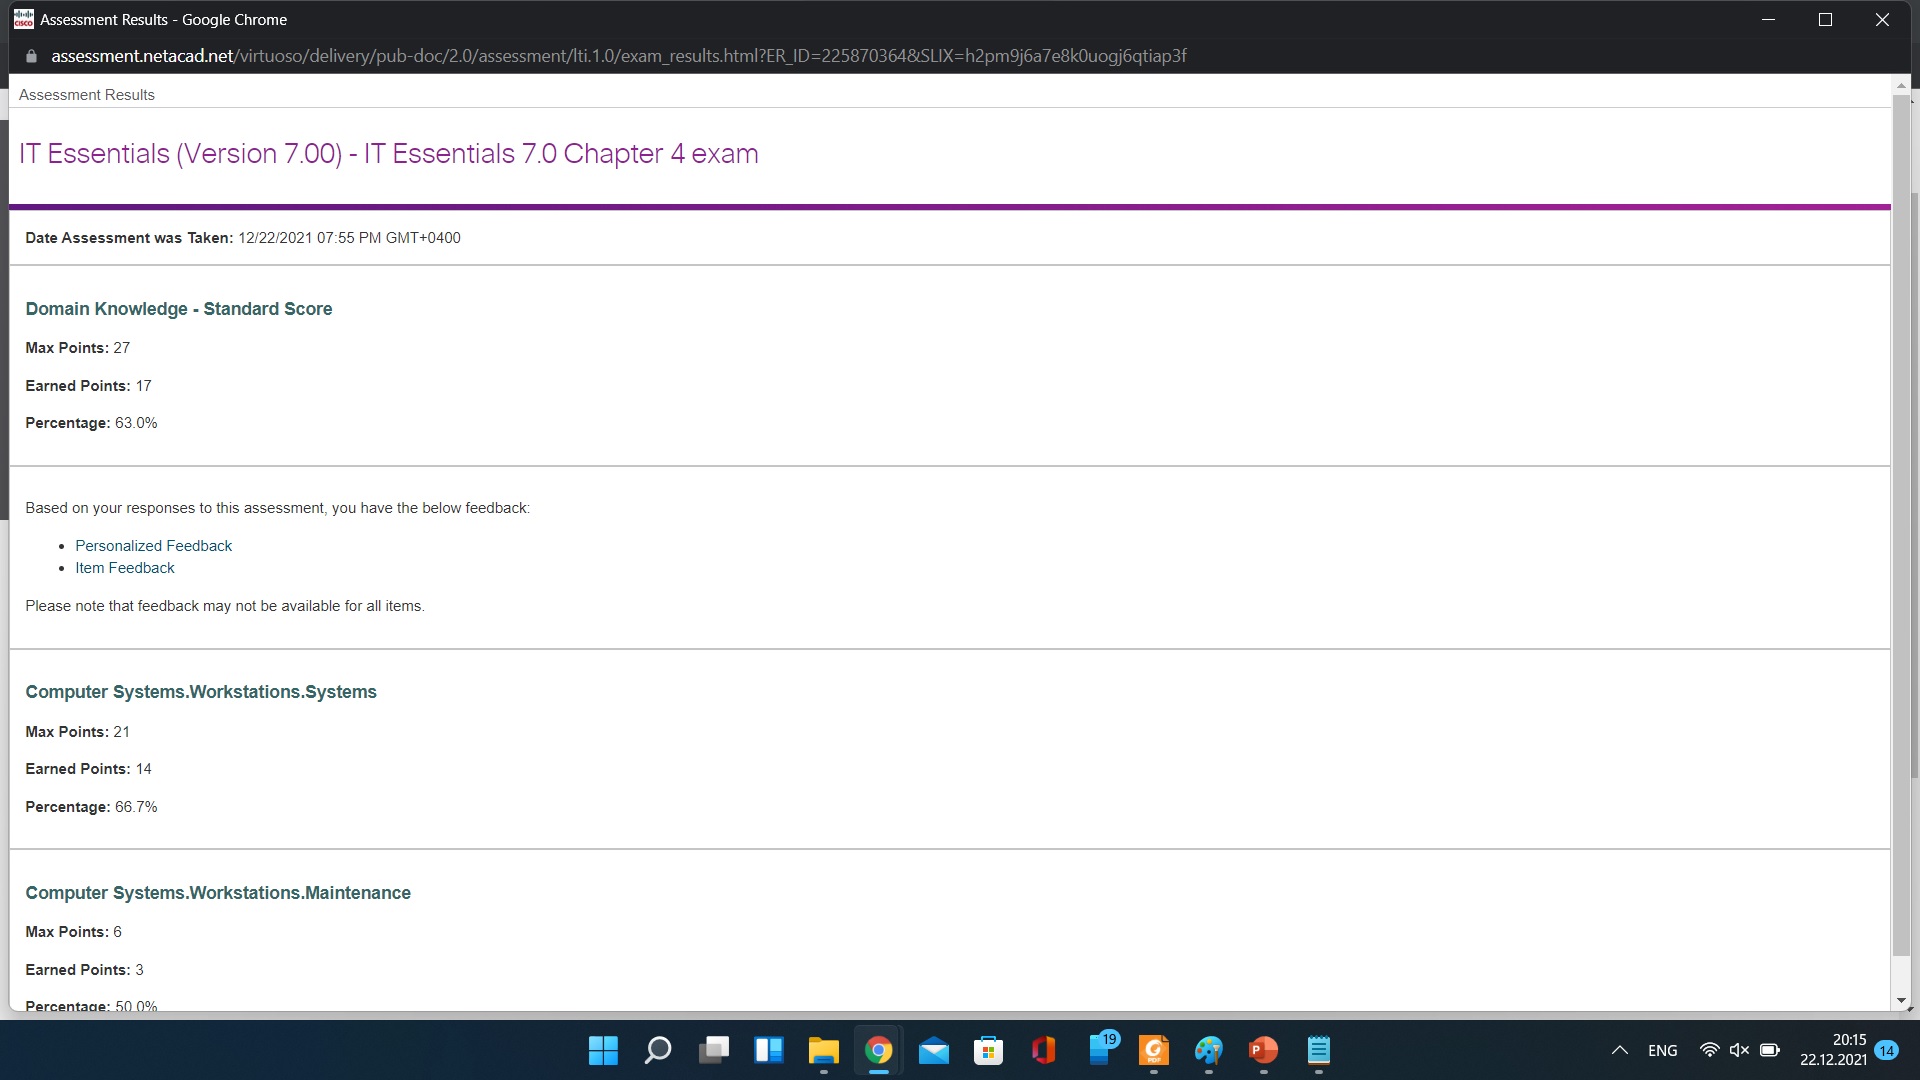 Assessment Results - Google Chrome
assessment.netacad.net/virtuoso/delivery/pub-doc/2.0/assessment/lti.1.0/exam_results.html?ER_ID=225870364&SLIX=h2pm9j6a7e8k0uogj6qtiap3f
Assessment Results
IT Essentials (Version 7.00) - IT Essentials 7.0 Chapter 4 exam
Date Assessment was Taken: 12/22/2021 07:55 PM GMT+0400
Domain Knowledge - Standard Score
Max Points: 27
Earned Points: 17
Percentage: 63.0%
Based on your responses to this assessment, you have the below feedback:
• Personalized Feedback
• Item Feedback
Please note that feedback may not be available for all items.
Computer Systems.Workstations.Systems
Max Points: 21
Earned Points: 14
Percentage: 66.7%
Computer Systems.Workstations.Maintenance
Max Points: 6
Earned Points: 3
Percentage: 50.0%
19
ENG
20:15
22.12.2021
14